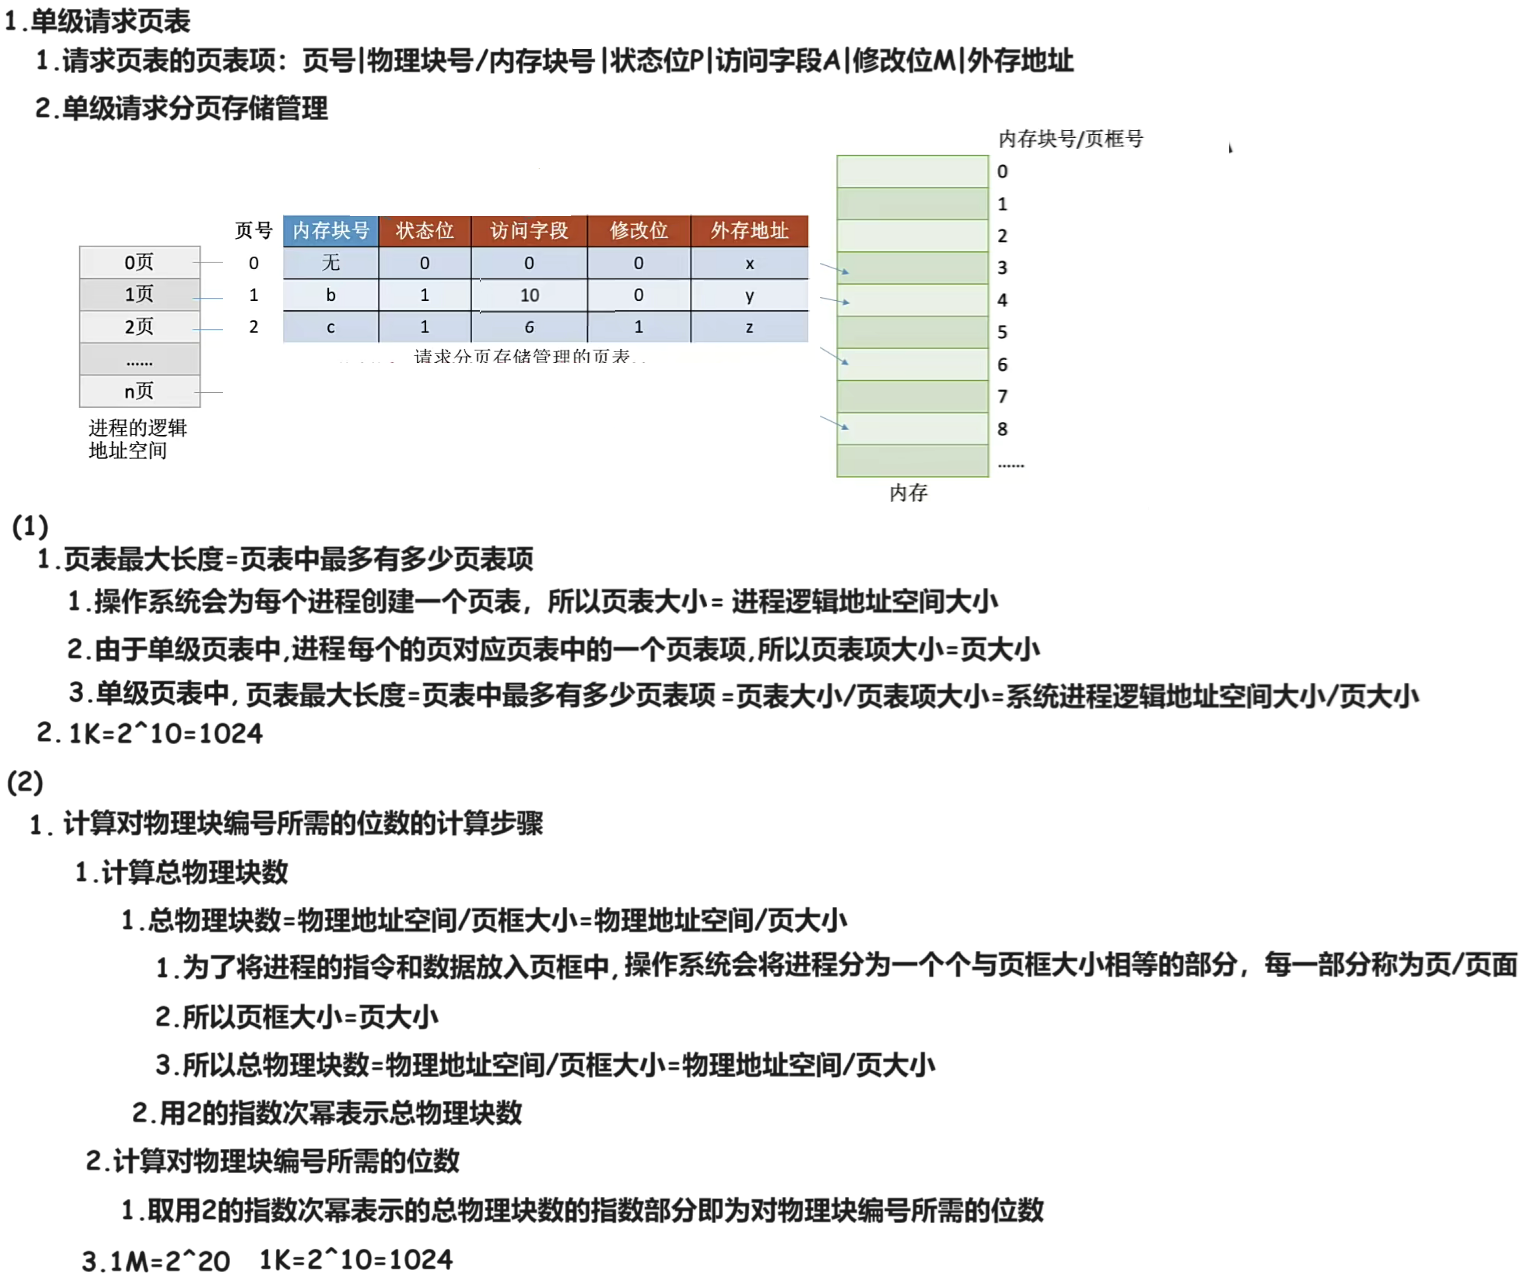 1.单级请求页表
1.请求页表的页表项：页号|物理块号/内存块号|状态位P|访问字段A|修改位M|外存地址
2.单级请求分页存储管理
内存块号/页框号
页号 内存块号 状态位 访问字段 修改位 外存地址
0 无 0 0 0 x
1 b 1 10 0 y
2 c 1 6 1 z
请求分页存储管理的页表
0页
1页
2页
......
n页
进程的逻辑
地址空间
0
1
2
3
4
5
6
7
8
......
内存
(1)
1.页表最大长度=页表中最多有多少页表项
1.操作系统会为每个进程创建一个页表，所以页表大小= 进程逻辑地址空间大小
2.由于单级页表中,进程每个的页对应页表中的一个页表项,所以页表项大小=页大小
3.单级页表中, 页表最大长度=页表中最多有多少页表项 =页表大小/页表项大小=系统进程逻辑地址空间大小/页大小
2. 1K=2^10=1024
(2)
1. 计算对物理块编号所需的位数的计算步骤
1.计算总物理块数
1.总物理块数=物理地址空间/页框大小=物理地址空间/页大小
1.为了将进程的指令和数据放入页框中,操作系统会将进程分为一个个与页框大小相等的部分，每一部分称为页/页面
2.所以页框大小=页大小
3.所以总物理块数=物理地址空间/页框大小=物理地址空间/页大小
2.用2的指数次幂表示总物理块数
2.计算对物理块编号所需的位数
1.取用2的指数次幂表示的总物理块数的指数部分即为对物理块编号所需的位数
3.1M=2^20 1K=2^10=1024